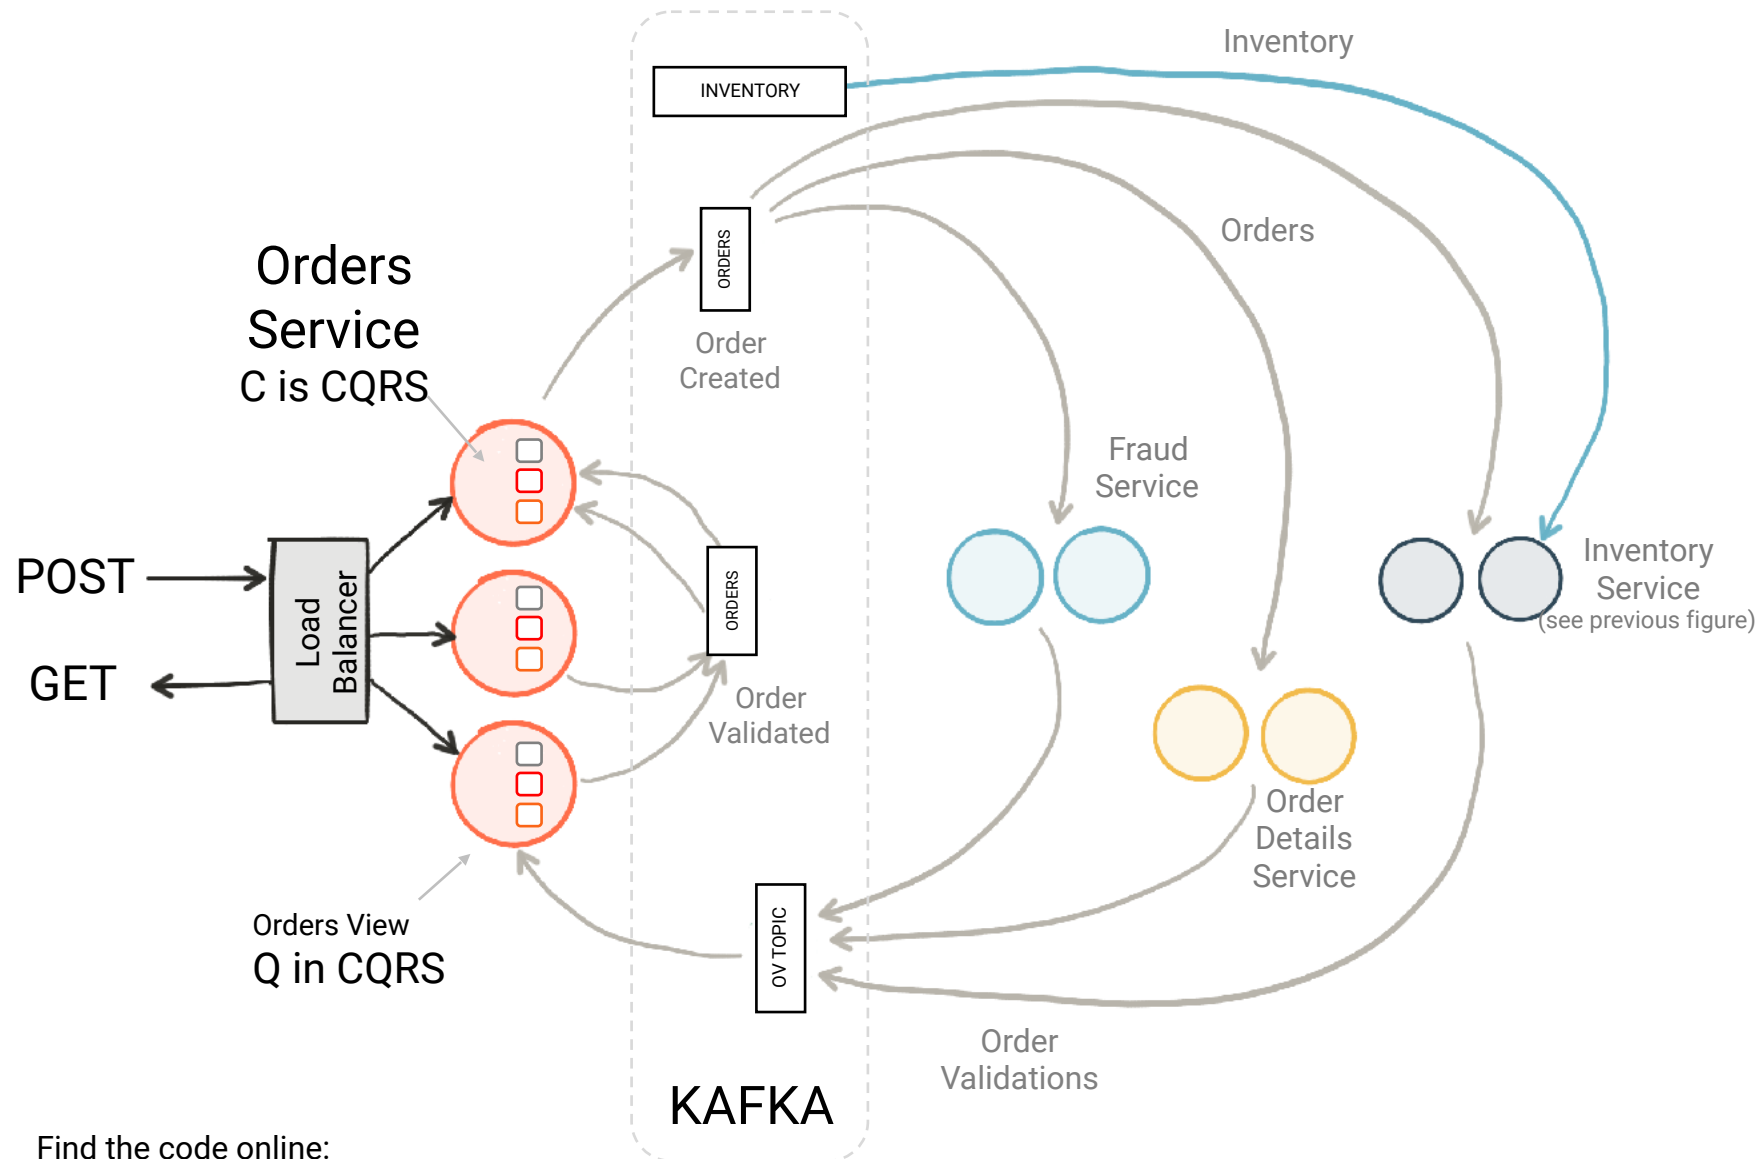 Inventory
INVENTORY
ORDERS
Orders
Order
Created
Orders
Service
C is CQRS
Fraud
Service
POST
GET
Load
Balancer
ORDERS
Order
Validated
Inventory
Service
(see previous figure)
Order
Details
Service
Orders View
Q in CQRS
OV TOPIC
Order
Validations
KAFKA
Find the code online: